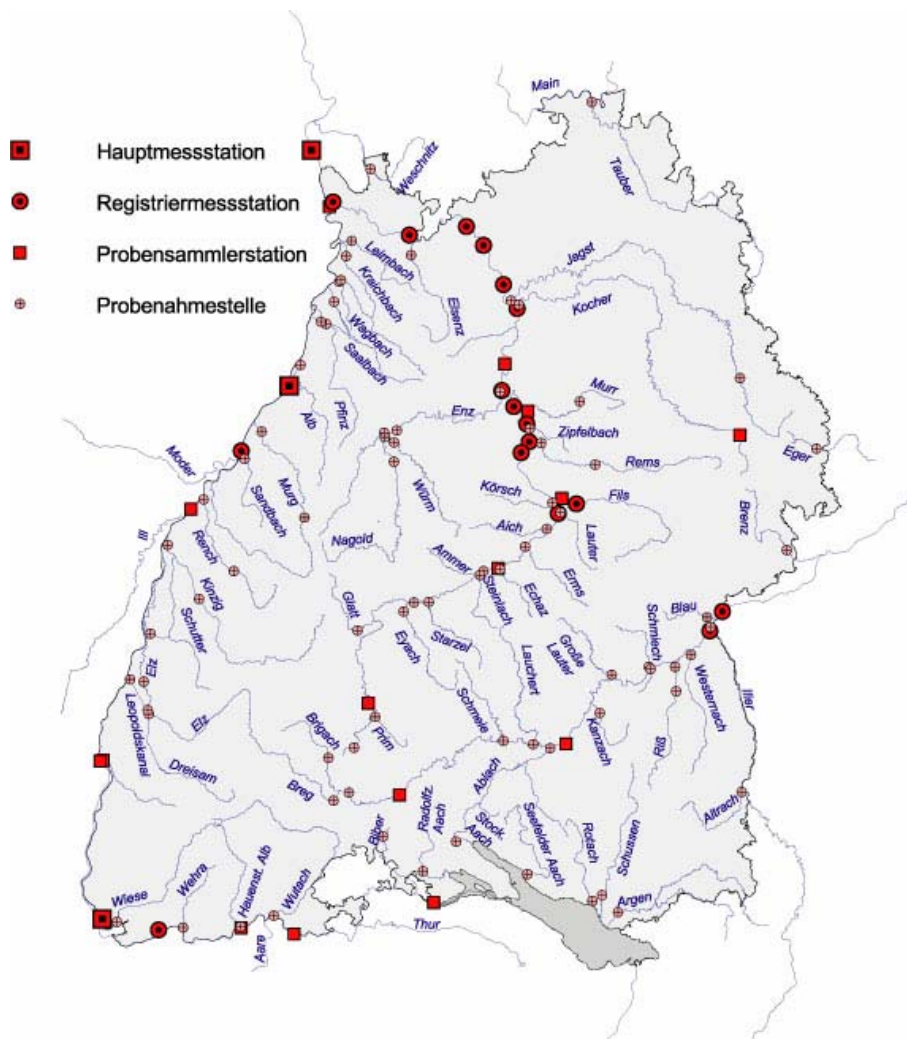 Main
Hauptmessstation
Weschnitz
Tauber
Registriermessstation
Leimbach
Jagst
Probensammlerstation
Kraichbach
Elsenz
Kocher
Probenahmestelle
Wagbach
Saalbach
Murr
Enz
Alb
Pfinz
Zipfelbach
Eger
Rems
Moder
Murg
Würm
Körsch
Fils
Sandbach
Brenz
Ill
Aich
Lauter
Nagold
Rench
Ammer
Erms
Kinzig
Steinlach
Echaz
Glatt
Blau
Schutter
Eyach
Starzel
Große
Lauter
Schmiech
Elz
Lauchert
Westernach
Iller
Leopoldskanal
Elz
Schmeie
Brigach
Prim
Kanzach
Riß
Dreisam
Ablach
Breg
Aitrach
Biber
Radolfz.
Aach
Stock.
Aach
Seefelder Aach
Rotach
Schussen
Hauenst. Alb
Wehra
Wutach
Wiese
Argen
Thur
Aare